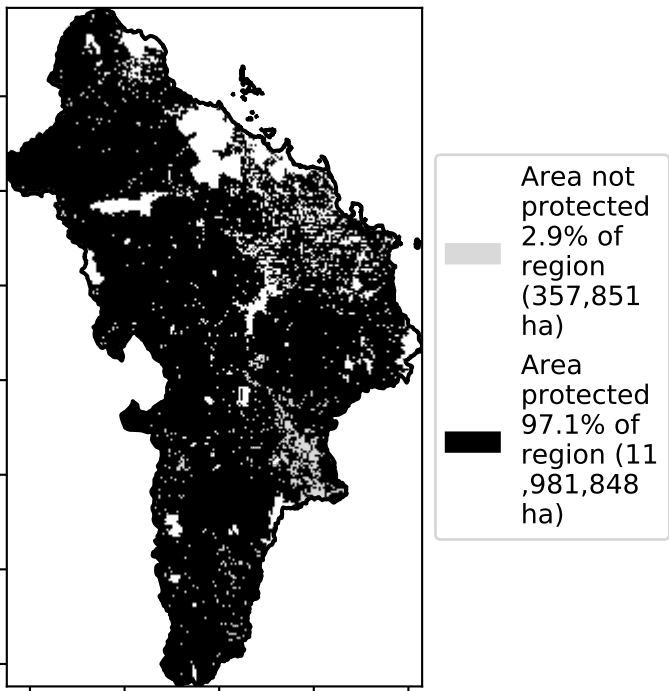 Area not
protected
2.9% of
region
(357,851
ha)
Area
protected
97.1% of
region (11
,981,848
ha)